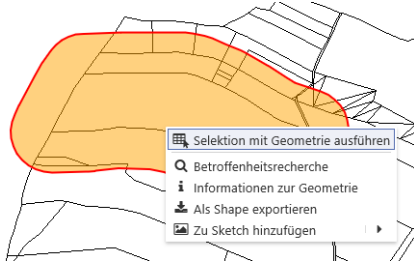 Selektion mit Geometrie ausführen
Betroffenheitsrecherche
Informationen zur Geometrie
Als Shape exportieren
Zu Sketch hinzufügen